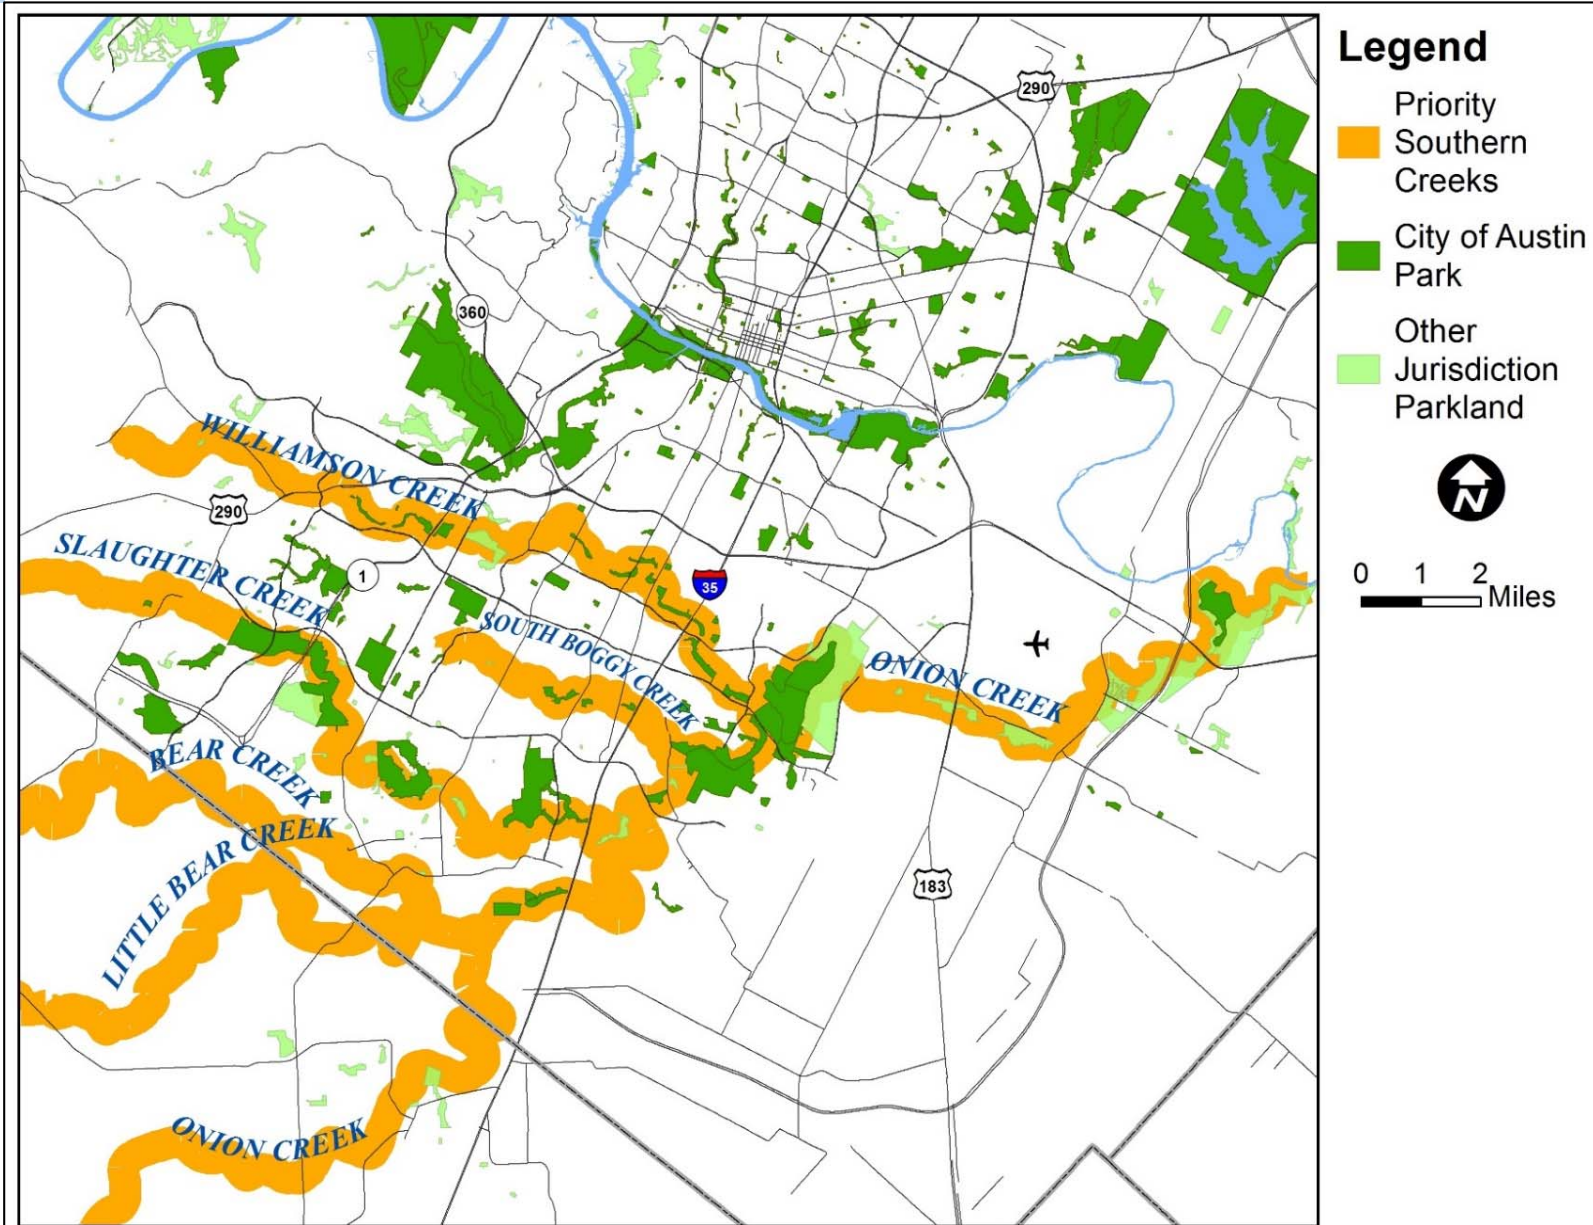 Legend
Priority
Southern
Creeks
City of Austin
Park
Other
Jurisdiction
Parkland
N
0 1 2
Miles
290
360
WILLIAMSON CREEK
290
SLAUGHTER CREEK
1
35
SOUTH BOGGY CREEK
ONION CREEK
BEAR CREEK
LITTLE BEAR CREEK
183
ONION CREEK